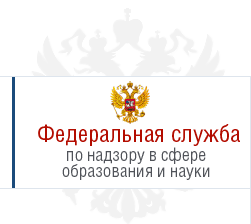 Федеральная служба
по надзору в сфере
образования и науки